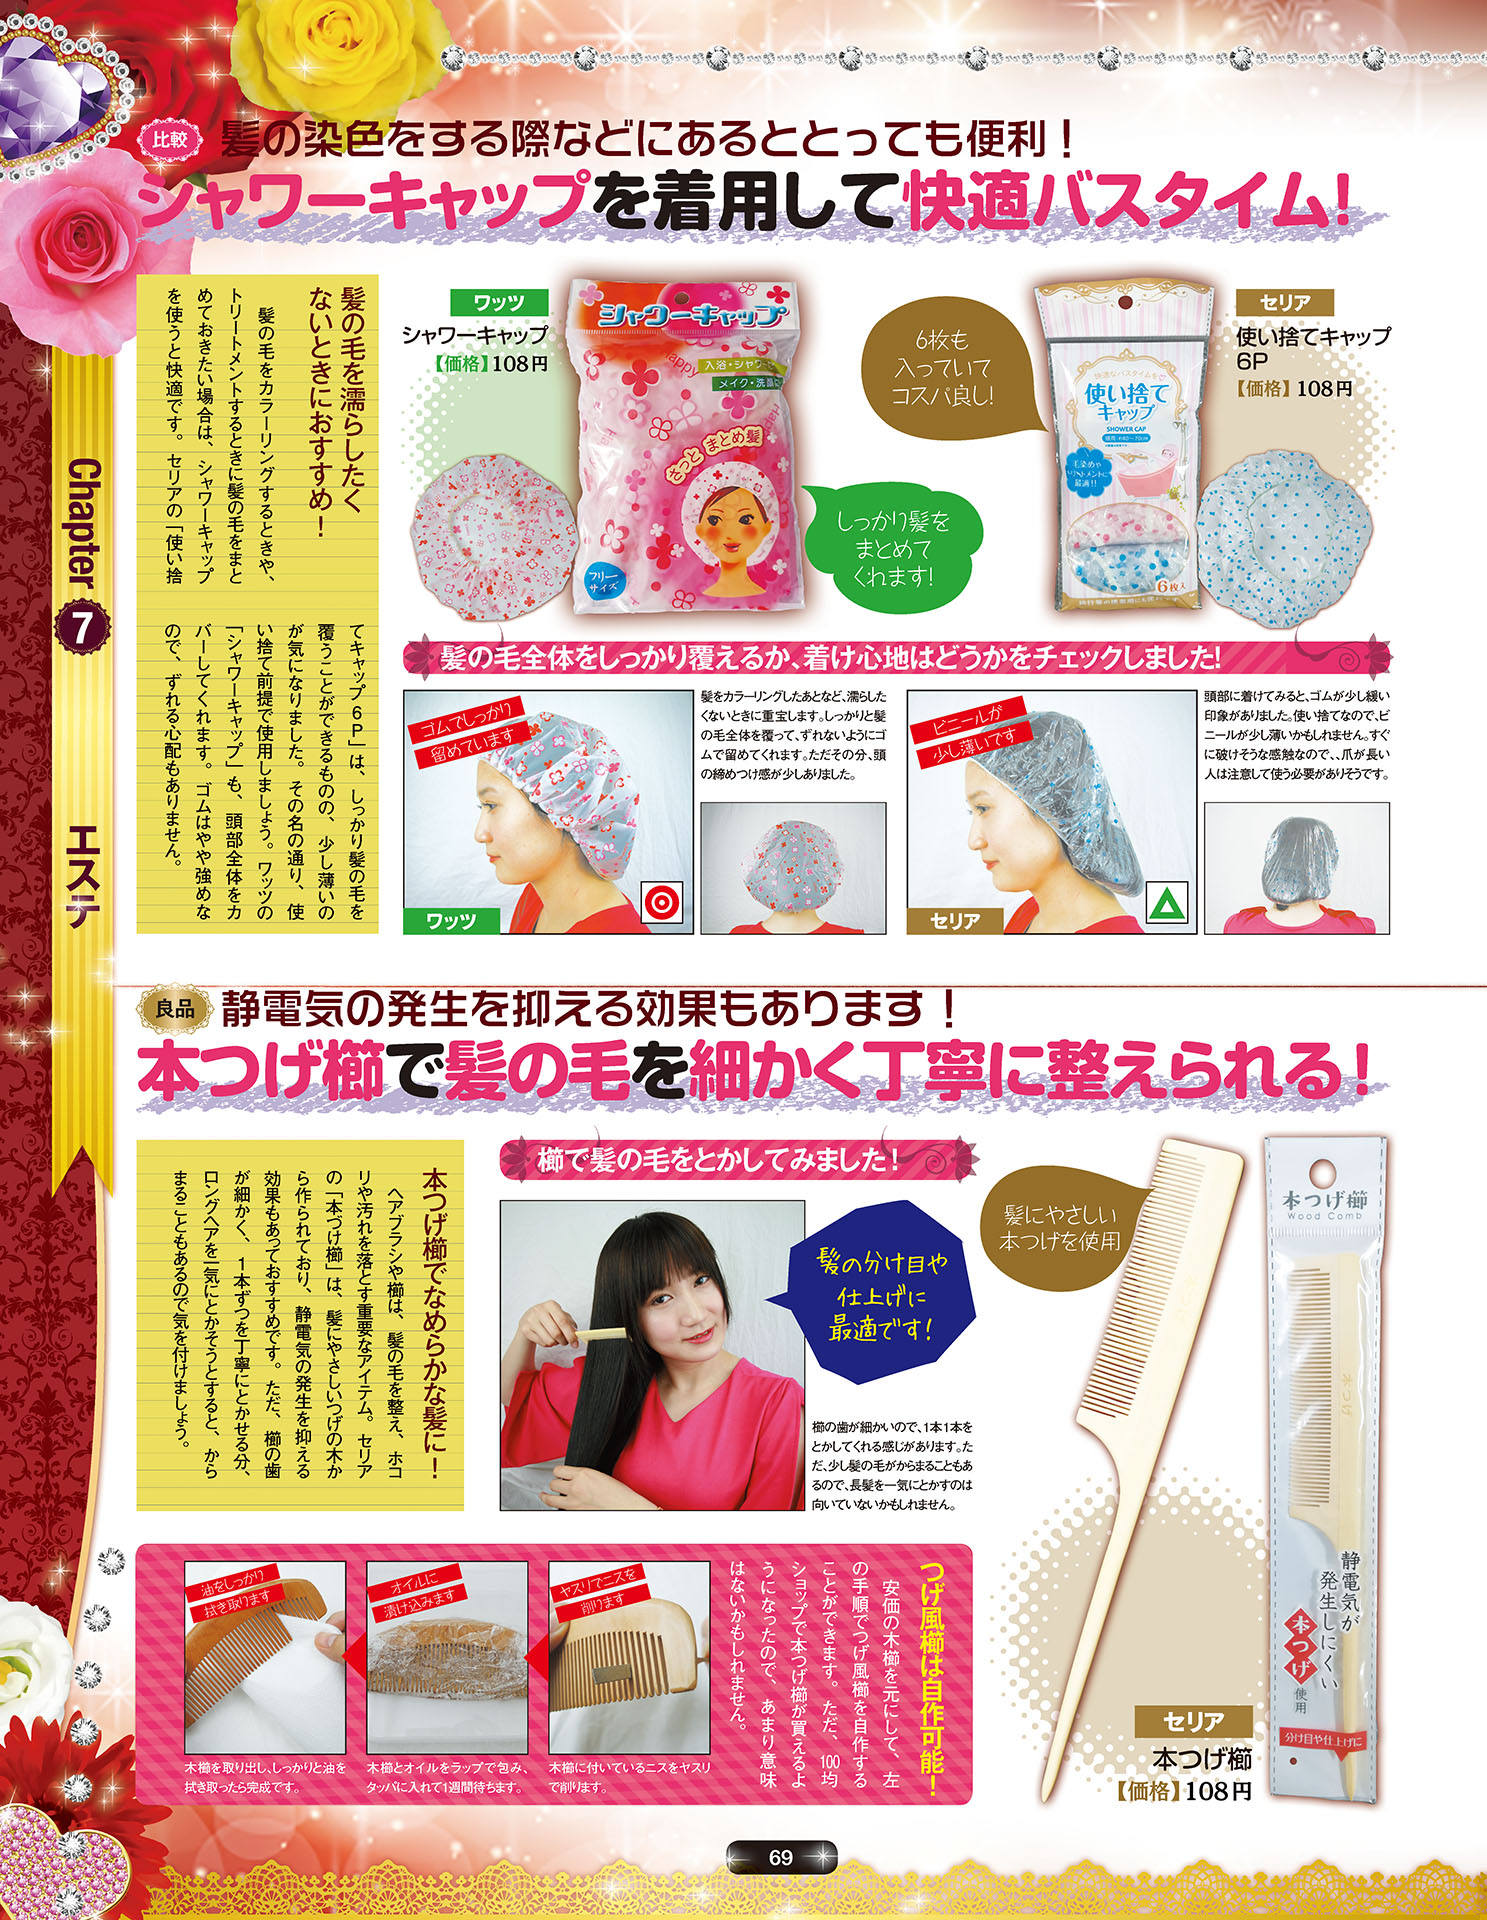 比較
髪の染色をする際などにあるととっても便利！
シャワーキャップを着用して快適バスタイム！
髪の毛を濡らしたく
ないときにおすすめ！
髪の毛をカラーリングするときや、
トリートメントするときに髪の毛をまと
めておきたい場合は、シャワーキャップ
を使うと快適です。セリアの「使い捨
てキャップ6P」は、しっかり髪の毛を
覆うことができるものの、少し薄いの
が気になりました。その名の通り、使
い捨て前提で使用しましょう。ワッツの
「シャワーキャップ」も、頭部全体をカ
バーしてくれます。ゴムはやや強めな
ので、ずれる心配もありません。
ワッツ
シャワーキャップ
【価格】108円
シャワーキャップ
happy
入浴・シャワー
メイク・洗顔
さっと まとめ髪
フリー
サイズ
しっかり髪を
まとめて
くれます！
6枚も
入っていて
コスパ良し！
快適なバスタイムを
使い捨て
キャップ
SHOWER CAP
毛染めや
トリートメントに
最適!!
6枚入
セリア
使い捨てキャップ
6P
【価格】108円
髪の毛全体をしっかり覆えるか、着け心地はどうかをチェックしました！
ゴムでしっかり
留めています
ワッツ
髪をカラーリングしたあとなど、濡らした
くないときに重宝します。しっかりと髪
の毛全体を覆って、ずれないようにゴ
ムで留めてくれます。ただその分、頭
の締めつけ感が少しありました。
ビニールが
少し薄いです
セリア
頭部に着けてみると、ゴムが少し緩い
印象がありました。使い捨てなので、ビ
ニールが少し薄いかもしれません。すぐ
に破けそうな感触なので、、爪が長い
人は注意して使う必要がありそうです。
Chapter 7
エステ
良品
静電気の発生を抑える効果もあります！
本つげ櫛で髪の毛を細かく丁寧に整えられる！
本つげ櫛でなめらかな髪に！
ヘアブラシや櫛は、髪の毛を整え、ホコ
リや汚れを落とす重要なアイテム。セリア
の「本づけ櫛」は、髪にやさしいつげの木か
ら作られており、静電気の発生を抑える
効果もあっておすすめです。ただ、櫛の歯
が細かく、1本ずつを丁寧にとかせる分、
ロングヘアを一気にとかそうとすると、から
まることもあるので気を付けましょう。
櫛で髪の毛をとかしてみました！
髪の分け目や
仕上げに
最適です！
櫛の歯が細かいので、1本1本を
とかしてくれる感じがあります。た
だ、少し髪の毛がからまることもあ
るので、長髪を一気にとかすのは
向いていないかもしれません。
髪にやさしい
本つげを使用
本つげ櫛
Wood Comb
本つげ
静電気が
発生しにくい
本つげ
使用
分け目や仕上げに
セリア
本つげ櫛
【価格】108円
つげ風櫛は自作可能！
安価の木櫛を元にして、左
の手順でつげ風櫛を自作する
ことができます。ただ、100均
ショップで本つげ櫛が買えるよ
うになったので、あまり意味
はないかもしれません。
ヤスリでニスを
削ります
木櫛に付いているニスをヤスリ
で削ります。
オイルに
漬け込みます
木櫛とオイルをラップで包み、
タッパに入れて1週間待ちます。
油をしっかり
拭き取ります
木櫛を取り出し、しっかりと油を
拭き取ったら完成です。
69